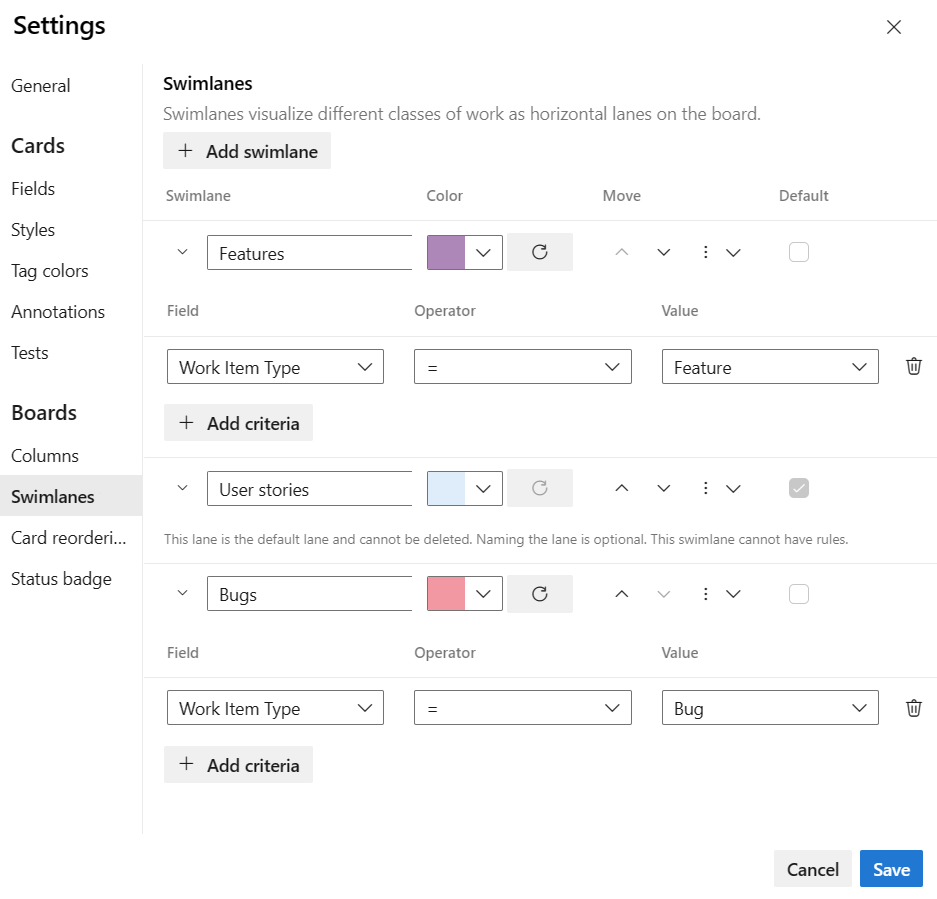 Settings
General
Cards
Fields
Styles
Tag colors
Annotations
Tests
Boards
Columns
Swimlanes
Card reorderi...
Status badge
Swimlanes
Swimlanes visualize different classes of work as horizontal lanes on the board.
+ Add swimlane
Swimlane Color Move Default
Features
Field Operator Value
Work Item Type = Feature
+ Add criteria
User stories
This lane is the default lane and cannot be deleted. Naming the lane is optional. This swimlane cannot have rules.
Bugs
Field Operator Value
Work Item Type = Bug
+ Add criteria
Cancel Save